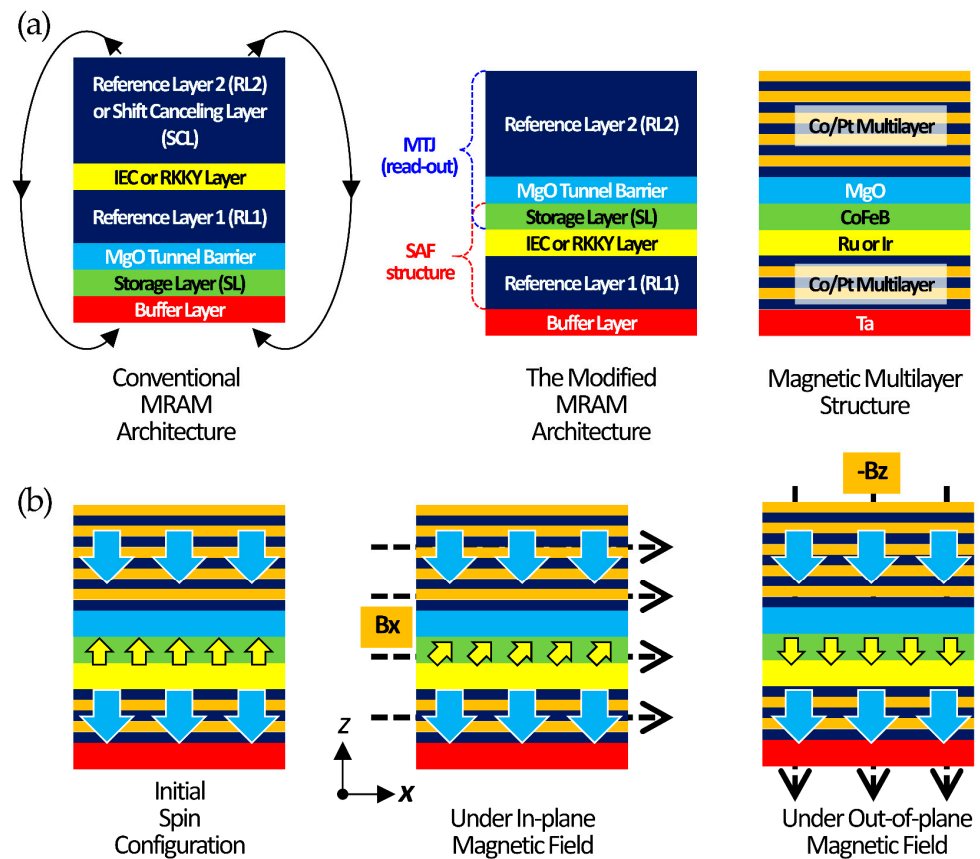 (a)
Reference Layer 2 (RL2)
or Shift Canceling Layer
(SCL)
IEC or RKKY Layer
Reference Layer 1 (RL1)
MgO Tunnel Barrier
Storage Layer (SL)
Buffer Layer
Conventional
MRAM
Architecture
MTJ
(read-out)
SAF
structure
Reference Layer 2 (RL2)
MgO Tunnel Barrier
Storage Layer (SL)
IEC or RKKY Layer
Reference Layer 1 (RL1)
Buffer Layer
The Modified
MRAM
Architecture
Co/Pt Multilayer
MgO
CoFeB
Ru or Ir
Co/Pt Multilayer
Ta
Magnetic Multilayer
Structure
(b)
Initial
Spin
Configuration
Bx
z
x
Under In-plane
Magnetic Field
-Bz
Under Out-of-plane
Magnetic Field